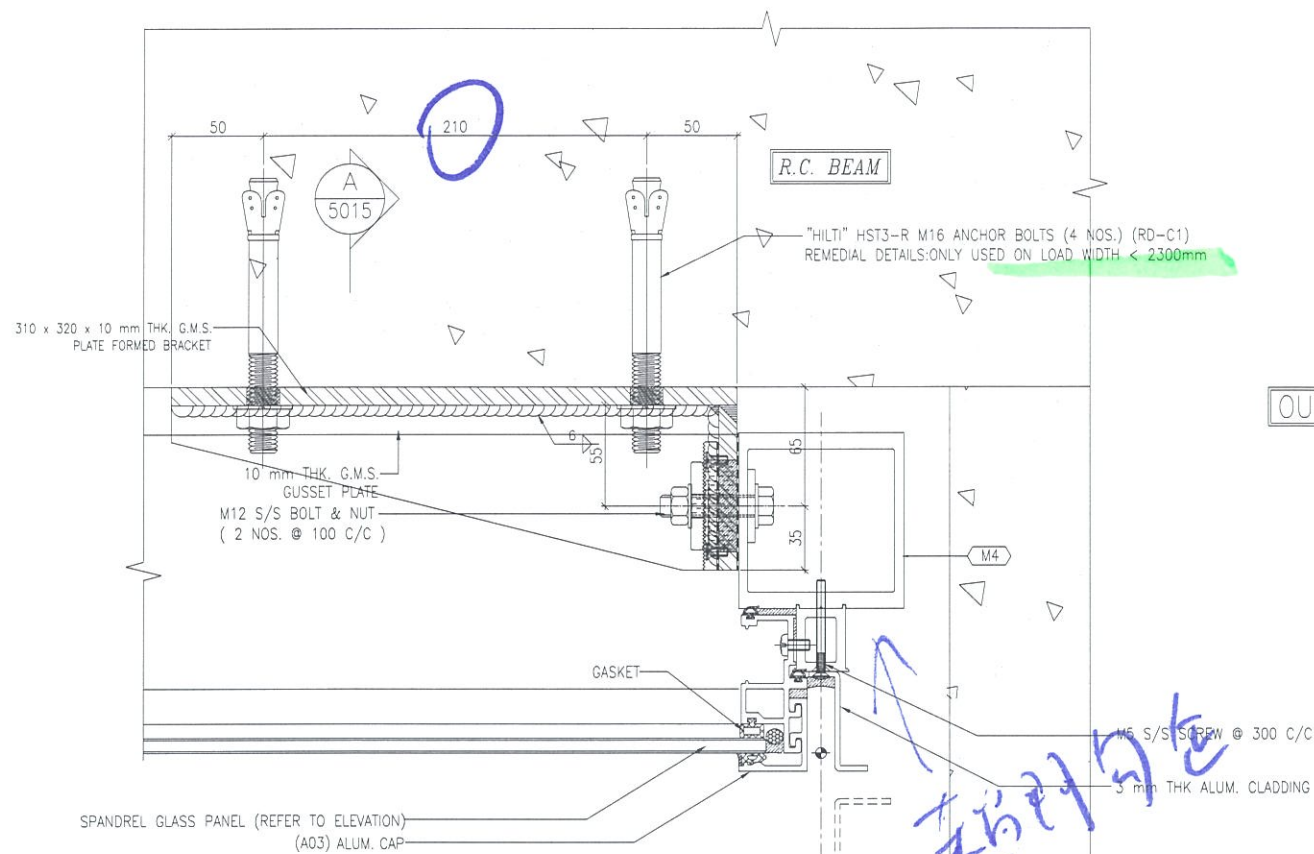 50
210
50
A
5015
R.C. BEAM
"HILTI" HST3-R M16 ANCHOR BOLTS (4 NOS.) (RD-C1)
REMEDIAL DETAILS:ONLY USED ON LOAD WIDTH < 2300mm
310 x 320 x 10 mm THK. G.M.S.
PLATE FORMED BRACKET
OU
6
55
65
10 mm THK. G.M.S.
GUSSET PLATE
M12 S/S BOLT & NUT
( 2 NOS. @ 100 C/C )
35
M4
GASKET
M5 S/S SCREW @ 300 C/C
3 mm THK ALUM. CLADDING
SPANDREL GLASS PANEL (REFER TO ELEVATION)
(A03) ALUM. CAP